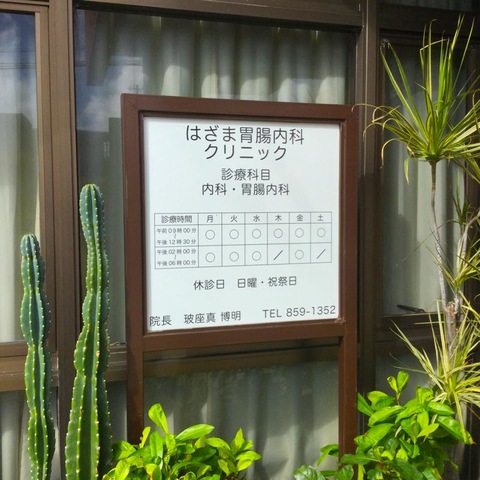 はざま胃腸内科
クリニック
診療科目
内科・胃腸内科
診療時間 月 火 水 木 金 土
午前09時00分 〜 午後12時30分 ○ ○ ○ ○ ○ ○
午後02時00分 〜 午後06時00分 ○ ○ ○ ／ ○ ／
休診日 日曜・祝祭日
院長 玻座真 博明 TEL 859-1352